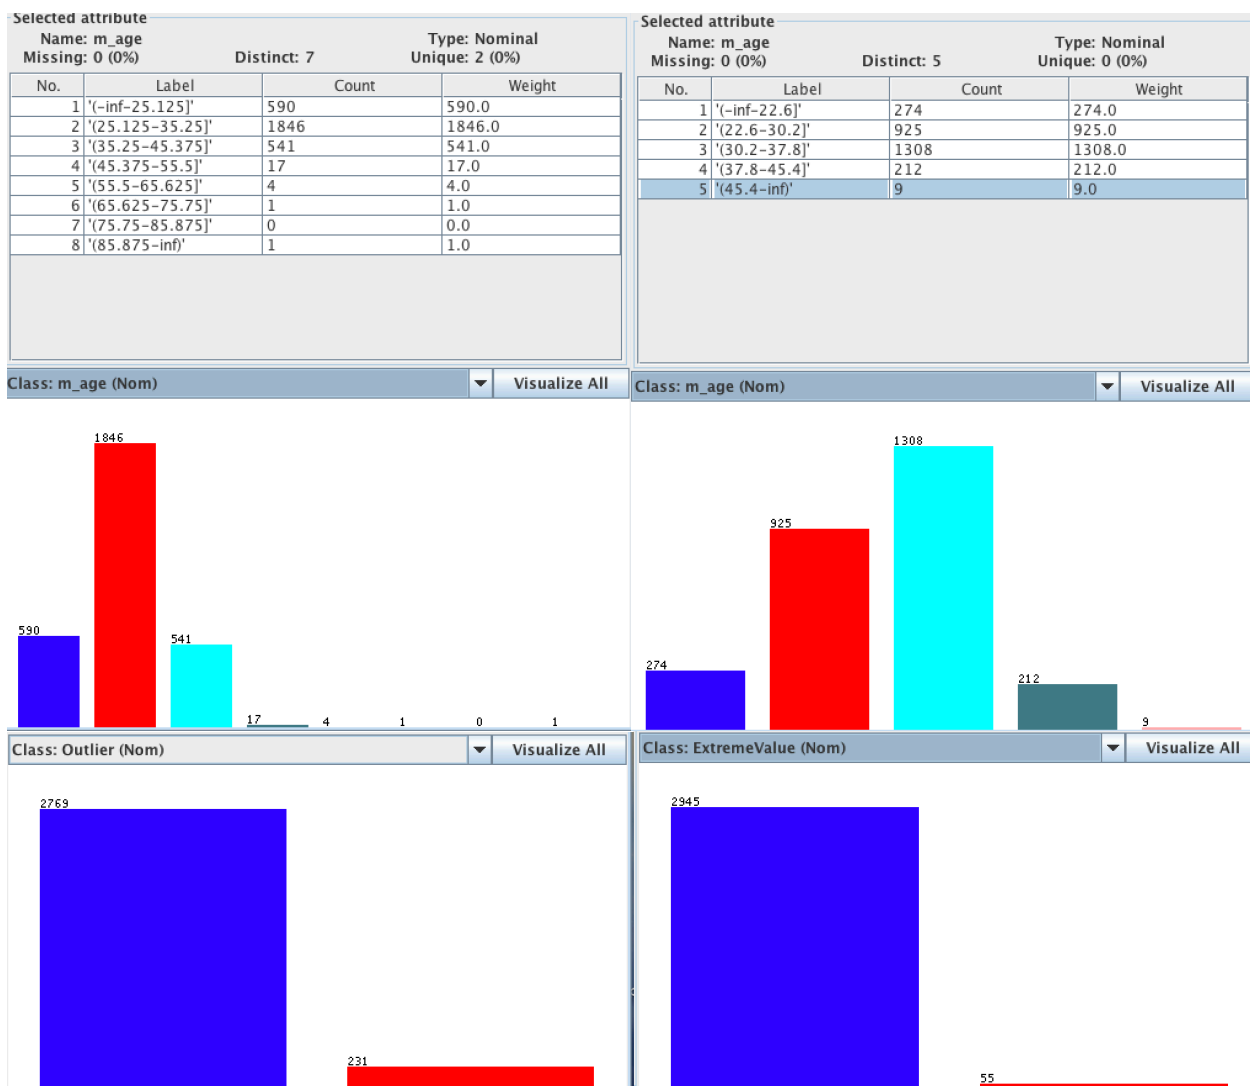 Selected attribute
Name: m_age Type: Nominal
Missing: 0 (0%) Distinct: 7 Unique: 2 (0%)
No. Label Count Weight
1 '(-inf-25.125]' 590 590.0
2 '(25.125-35.25]' 1846 1846.0
3 '(35.25-45.375]' 541 541.0
4 '(45.375-55.5]' 17 17.0
5 '(55.5-65.625]' 4 4.0
6 '(65.625-75.75]' 1 1.0
7 '(75.75-85.875]' 0 0.0
8 '(85.875-inf)' 1 1.0
Class: m_age (Nom) Visualize All
1846
590
541
17 4 1 0 1
Selected attribute
Name: m_age Type: Nominal
Missing: 0 (0%) Distinct: 5 Unique: 0 (0%)
No. Label Count Weight
1 '(-inf-22.6]' 274 274.0
2 '(22.6-30.2]' 925 925.0
3 '(30.2-37.8]' 1308 1308.0
4 '(37.8-45.4]' 212 212.0
5 '(45.4-inf)' 9 9.0
Class: m_age (Nom) Visualize All
1308
925
274
212
9
Class: Outlier (Nom) Visualize All
2769
231
Class: ExtremeValue (Nom) Visualize All
2945
55